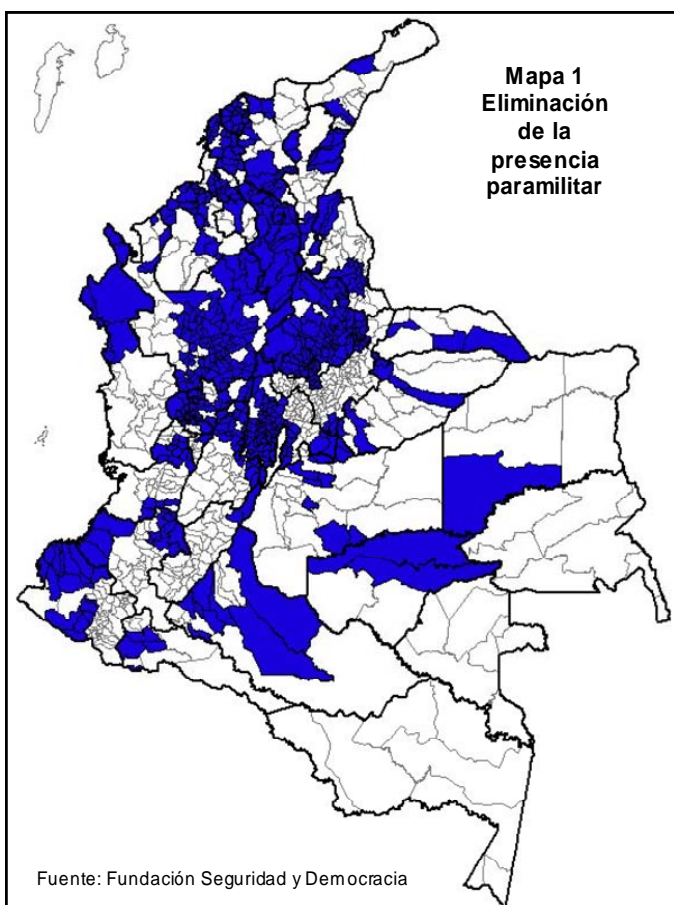 Mapa 1
Eliminación
de la
presencia
paramilitar
Fuente: Fundación Seguridad y Democracia